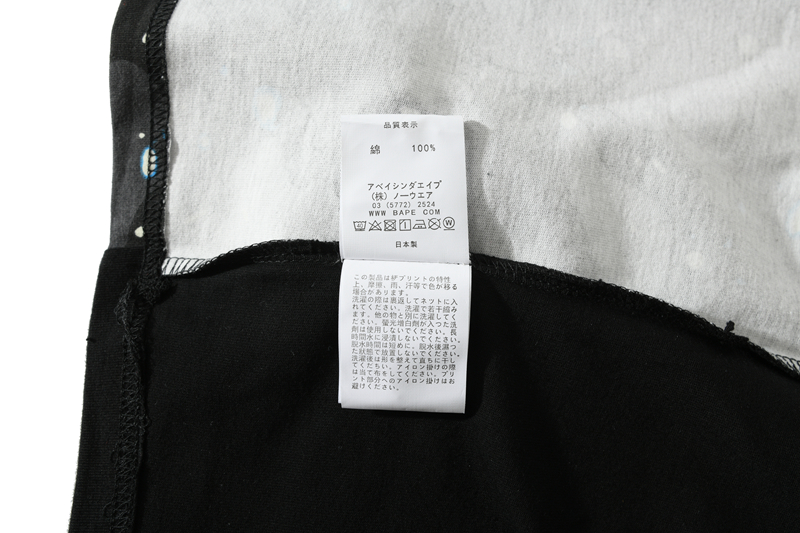 品質表示
綿 100%
アベイシングエイプ
(株) ノーウエア
03 (5772) 2524
WWW BAPE COM
日本製
この製品は柄プリントの特性
上、摩擦、雨、汗等で色が移る
場合があります。
洗濯の際は裏返してネットに入
れてください。洗濯で若干縮み
ます。他の物と別に洗濯してく
ださい。蛍光増白剤が入った洗
剤は使用しないでください。長
時間水に浸漬しないでください。
脱水時間は短めに、脱水後濡っ
た状態で放置しないでください。
洗濯後は形を整えて直ちに干し
てください。アイロン掛けの際
は当て布をしてください。プリ
ント部分へのアイロン掛けはお
避けください。